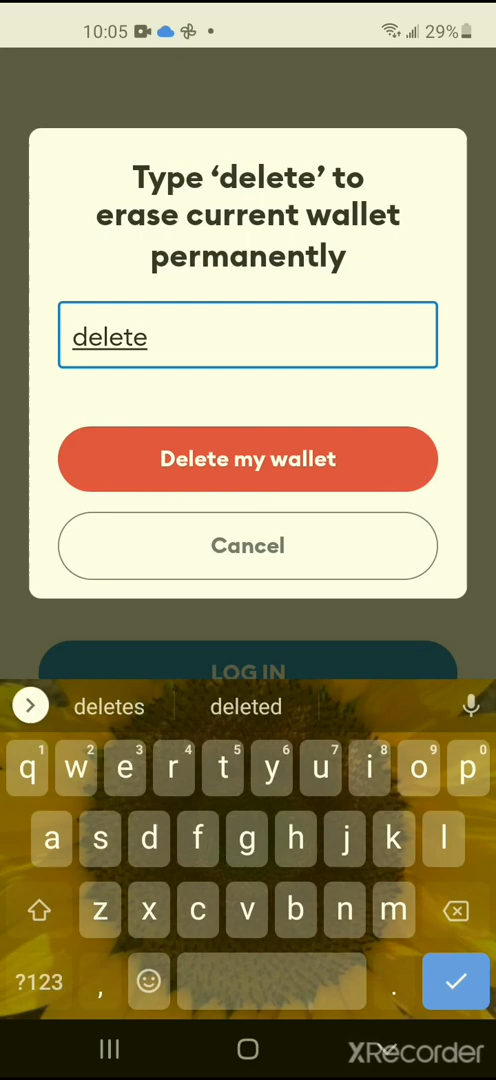 10:05
29%
Type ‘delete’ to
erase current wallet
permanently
delete
Delete my wallet
Cancel
LOG IN
deletes deleted
1 2 3 4 5 6 7 8 9 0
q w e r t y u i o p
a s d f g h j k l
z x c v b n m
?123 , .
XRecorder